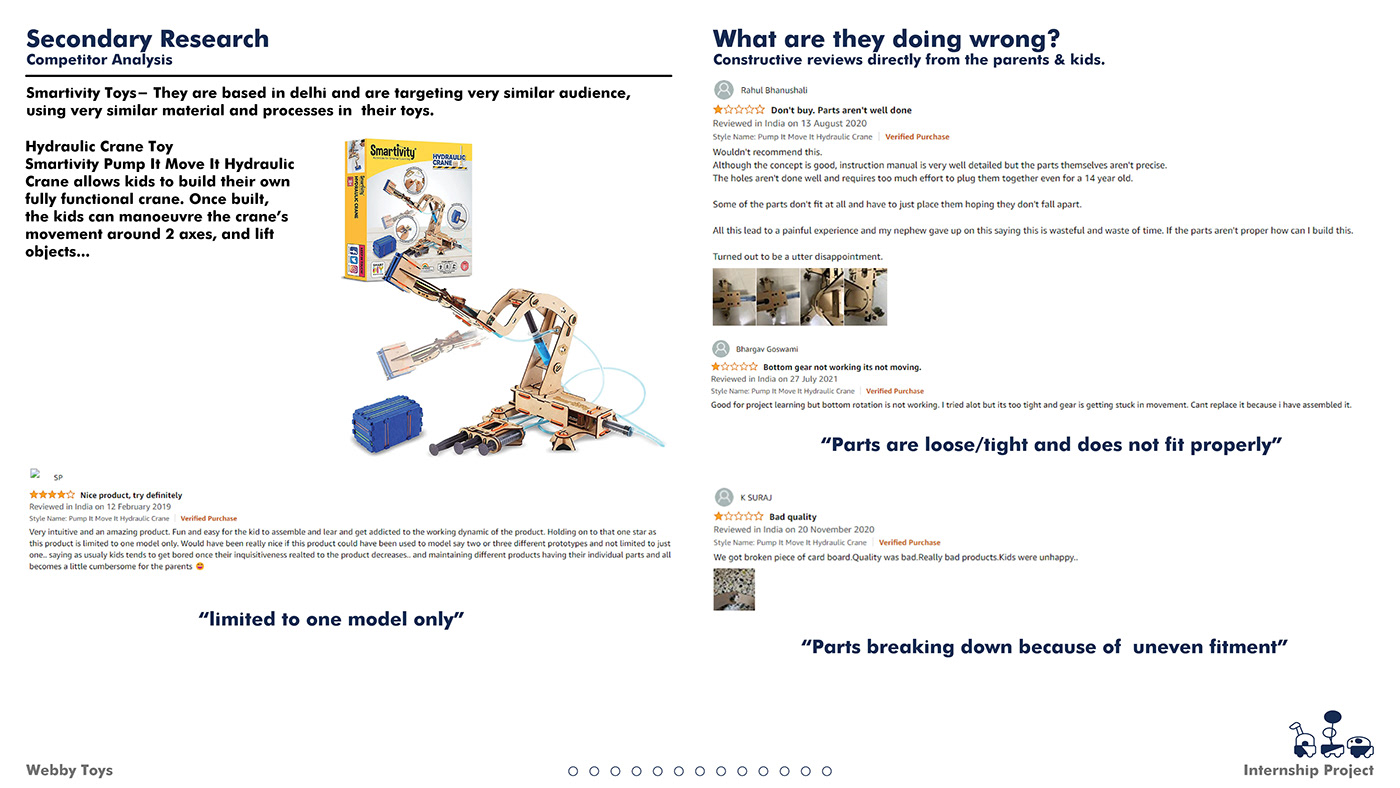 Secondary Research
Competitor Analysis
Smartivity Toys— They are based in delhi and are targeting very similar audience,
using very similar material and processes in  their toys.
Hydraulic Crane Toy
Smartivity Pump It Move It Hydraulic
Crane allows kids to build their own
fully functional crane. Once built,
the kids can manoeuvre the crane's
movement around 2 axes, and lift
objects...
Smartivity
HYDRAULIC
CRANE
SP
Nice product, try definitely
Reviewed in India on 12 February 2019
Style Name: Pump It Move It Hydraulic Crane | Verified Purchase
Very intuitive and an amazing product. Fun and easy for the kid to assemble and lear and get addicted to the working dynamic of the product. Holding on to that one star as
this product is limited to one model only. Would have been really nice if this product could have been used to model say two or three different prototypes and not limited to just
one.. saying as usualy kids tends to get bored once their inquisitiveness realted to the product decreases.. and maintaining different products having their individual parts and all
becomes a little cumbersome for the parents
“limited to one model only”
What are they doing wrong?
Constructive reviews directly from the parents & kids.
Rahul Bhanushali
Don't buy. Parts aren't well done
Reviewed in India on 13 August 2020
Style Name: Pump It Move It Hydraulic Crane | Verified Purchase
Wouldn't recommend this.
Although the concept is good, instruction manual is very well detailed but the parts themselves aren't precise.
The holes aren't done well and requires too much effort to plug them together even for a 14 year old.
Some of the parts don't fit at all and have to just place them hoping they don't fall apart.
All this lead to a painful experience and my nephew gave up on this saying this is wasteful and waste of time. If the parts aren't proper how can I build this.
Turned out to be a utter disappointment.
Bhargav Goswami
Bottom gear not working its not moving.
Reviewed in India on 27 July 2021
Style Name: Pump It Move It Hydraulic Crane | Verified Purchase
Good for project learning but bottom rotation is not working. I tried alot but its too tight and gear is getting stuck in movement. Cant replace it because i have assembled it.
“Parts are loose/tight and does not fit properly”
K SURAJ
Bad quality
Reviewed in India on 20 November 2020
Style Name: Pump It Move It Hydraulic Crane | Verified Purchase
We got broken piece of card board.Quality was bad.Really bad products.Kids were unhappy..
“Parts breaking down because of  uneven fitment”
Webby Toys
Internship Project